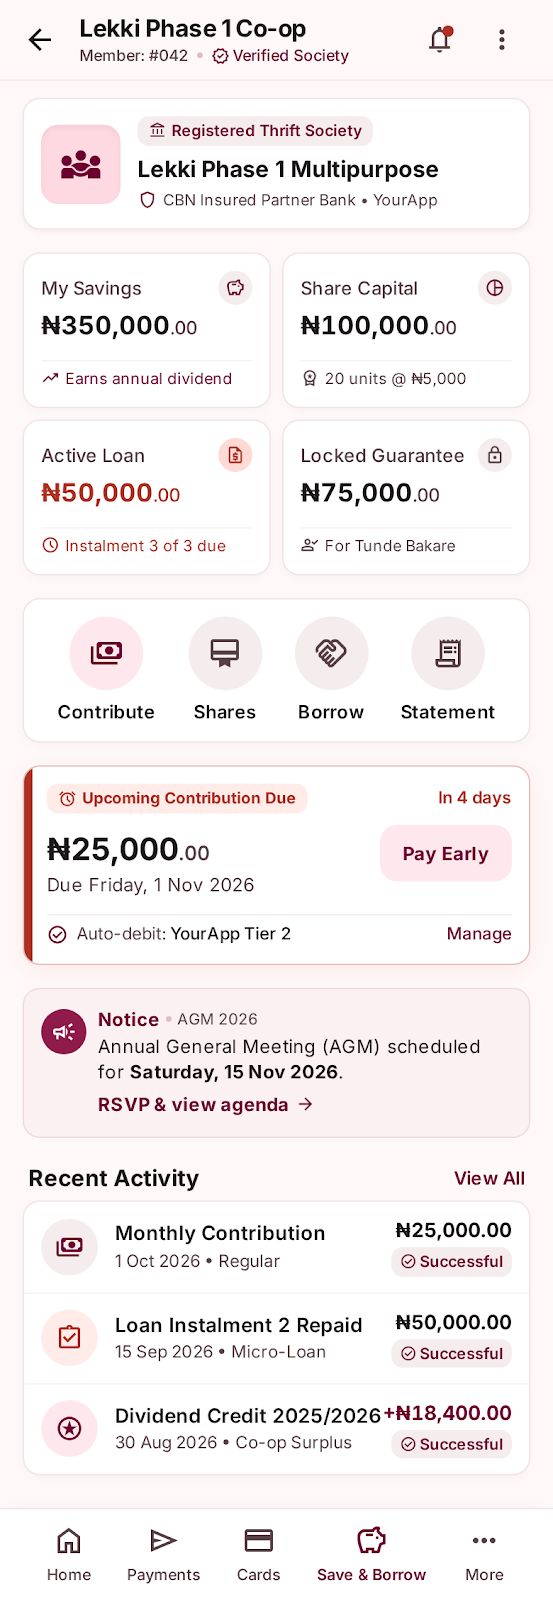 Lekki Phase 1 Co-op
Member: #042 • Verified Society
Registered Thrift Society
Lekki Phase 1 Multipurpose
CBN Insured Partner Bank • YourApp
My Savings
₦350,000.00
Earns annual dividend
Share Capital
₦100,000.00
20 units @ ₦5,000
Active Loan
₦50,000.00
Instalment 3 of 3 due
Locked Guarantee
₦75,000.00
For Tunde Bakare
Contribute
Shares
Borrow
Statement
Upcoming Contribution Due
In 4 days
₦25,000.00
Due Friday, 1 Nov 2026
Pay Early
Auto-debit: YourApp Tier 2
Manage
Notice • AGM 2026
Annual General Meeting (AGM) scheduled
for Saturday, 15 Nov 2026.
RSVP & view agenda →
Recent Activity
View All
Monthly Contribution
₦25,000.00
1 Oct 2026 • Regular
Successful
Loan Instalment 2 Repaid
₦50,000.00
15 Sep 2026 • Micro-Loan
Successful
Dividend Credit 2025/2026
+₦18,400.00
30 Aug 2026 • Co-op Surplus
Successful
Home
Payments
Cards
Save & Borrow
More